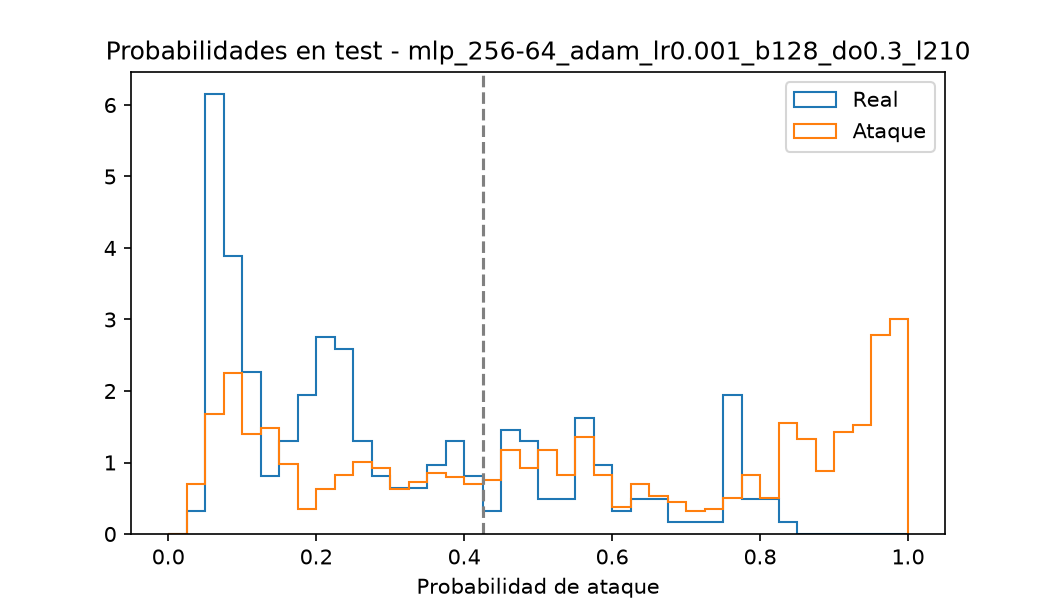 Probabilidades en test - mlp_256-64_adam_lr0.001_b128_do0.3_l210
Real
Ataque
6
5
4
3
2
1
0
0.0 0.2 0.4 0.6 0.8 1.0
Probabilidad de ataque